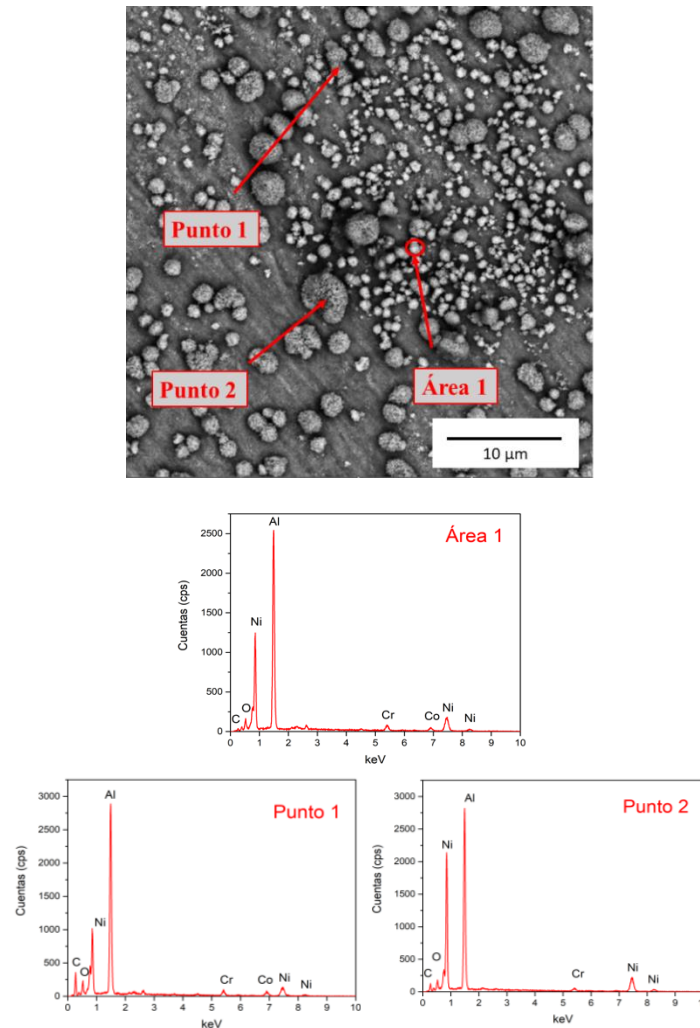 Punto 1
Punto 2
Área 1
10 µm
Área 1
Cuentas (cps)
2500
2000
1500
1000
500
0
Al
Ni
O
C
Cr
Co
Ni
Ni
0 1 2 3 4 5 6 7 8 9 10
keV
Punto 1
Cuentas (cps)
3000
2500
2000
1500
1000
500
0
Al
Ni
C
O
Cr
Co
Ni
Ni
0 1 2 3 4 5 6 7 8 9 10
keV
Punto 2
Cuentas (cps)
3000
2500
2000
1500
1000
500
0
Al
Ni
O
C
Cr
Ni
Ni
0 1 2 3 4 5 6 7 8 9 10
keV